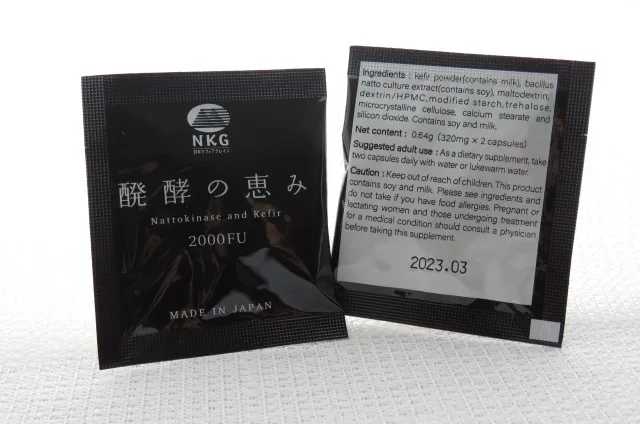 NKG
醗酵の恵み
Nattokinase and Kefir
2000FU
MADE IN JAPAN
Ingredients : kefir powder(contains milk), bacillus
natto culture extract(contains soy), maltodextrin,
dextrin/HPMC, modified starch, trehalose,
microcrystalline cellulose, calcium stearate and
silicon dioxide. Contains soy and milk.
Net content : 0.64g (320mg × 2 capsules)
Suggested adult use : As a dietary supplement, take
two capsules daily with water or lukewarm water.
Caution : Keep out of reach of children. This product
contains soy and milk. Please see ingredients and
do not take if you have food allergies. Pregnant or
lactating women and those undergoing treatment
for a medical condition should consult a physician
before taking this supplement.
2023.03